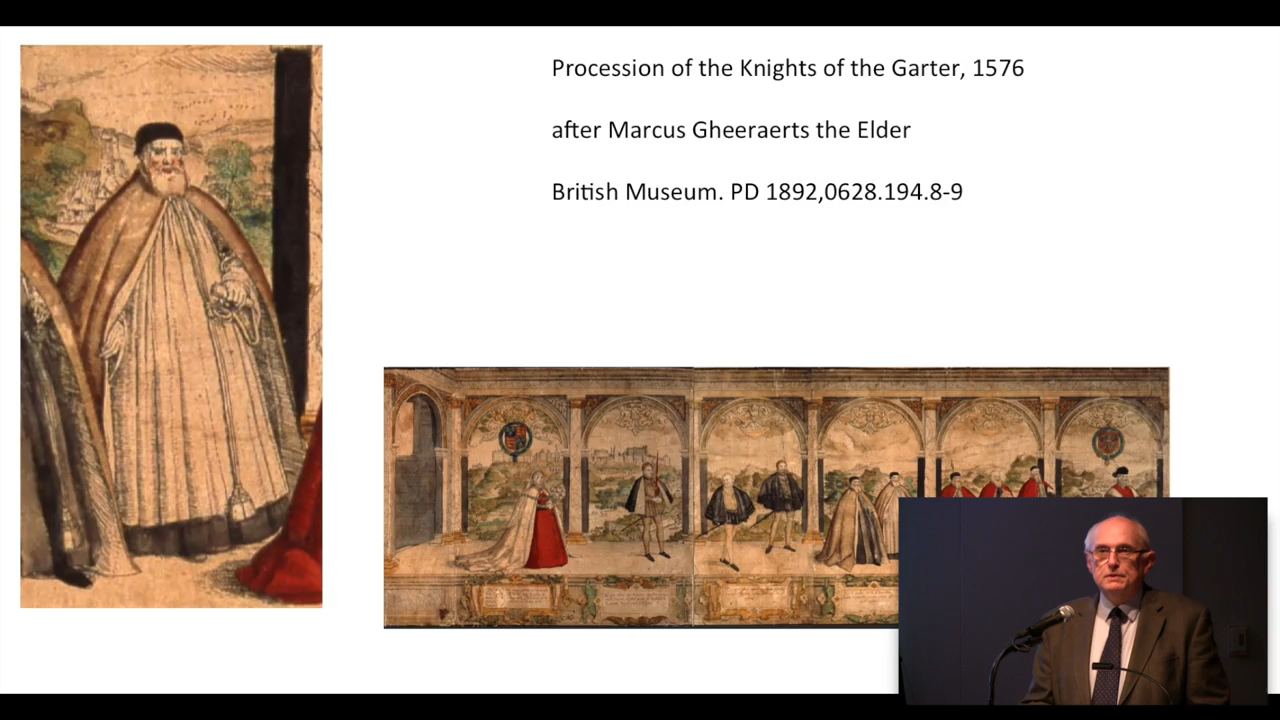 Procession of the Knights of the Garter, 1576
after Marcus Gheeraerts the Elder
British Museum. PD 1892,0628.194.8-9